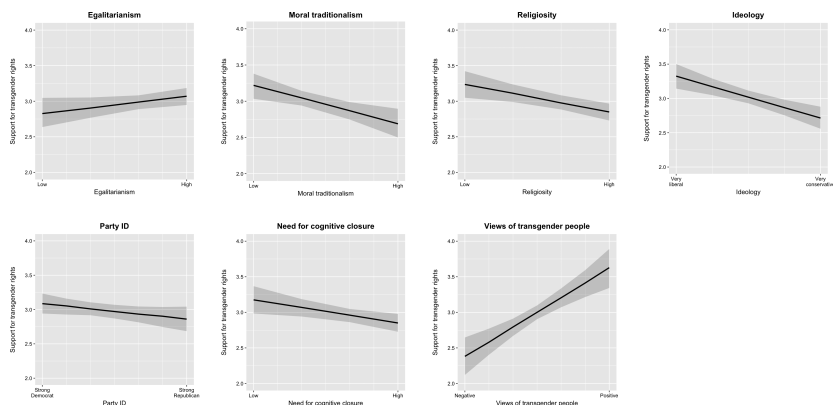 Egalitarianism
Support for transgender rights
4.0
3.5
3.0
2.5
2.0
Low
High
Egalitarianism
Moral traditionalism
Support for transgender rights
4.0
3.5
3.0
2.5
2.0
Low
High
Moral traditionalism
Religiosity
Support for transgender rights
4.0
3.5
3.0
2.5
2.0
Low
High
Religiosity
Ideology
Support for transgender rights
4.0
3.5
3.0
2.5
2.0
Very
liberal
Very
conservative
Ideology
Party ID
Support for transgender rights
4.0
3.5
3.0
2.5
2.0
Strong
Democrat
Strong
Republican
Party ID
Need for cognitive closure
Support for transgender rights
4.0
3.5
3.0
2.5
2.0
Low
High
Need for cognitive closure
Views of transgender people
Support for transgender rights
4.0
3.5
3.0
2.5
2.0
Negative
Positive
Views of transgender people